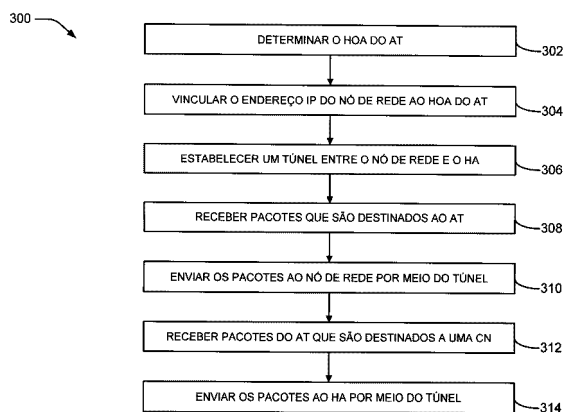 300
DETERMINAR O HOA DO AT
302
VINCULAR O ENDEREÇO IP DO NÓ DE REDE AO HOA DO AT
304
ESTABELECER UM TÚNEL ENTRE O NÓ DE REDE E O HA
306
RECEBER PACOTES QUE SÃO DESTINADOS AO AT
308
ENVIAR OS PACOTES AO NÓ DE REDE POR MEIO DO TÚNEL
310
RECEBER PACOTES DO AT QUE SÃO DESTINADOS A UMA CN
312
ENVIAR OS PACOTES AO HA POR MEIO DO TÚNEL
314